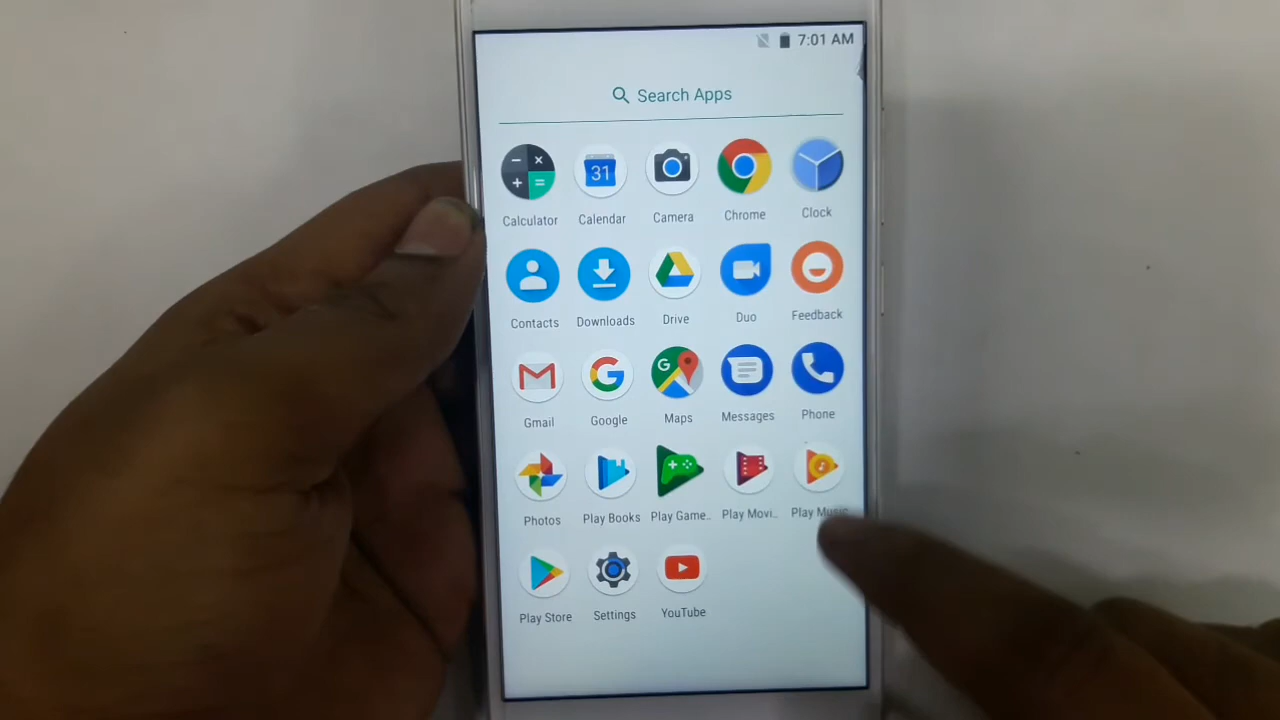 7:01 AM
Search Apps
31
Calculator Calendar Camera Chrome Clock
Contacts Downloads Drive Duo Feedback
G
Gmail Google Maps Messages Phone
Photos Play Books Play Game.. Play Movi.. Play Music
Play Store Settings YouTube